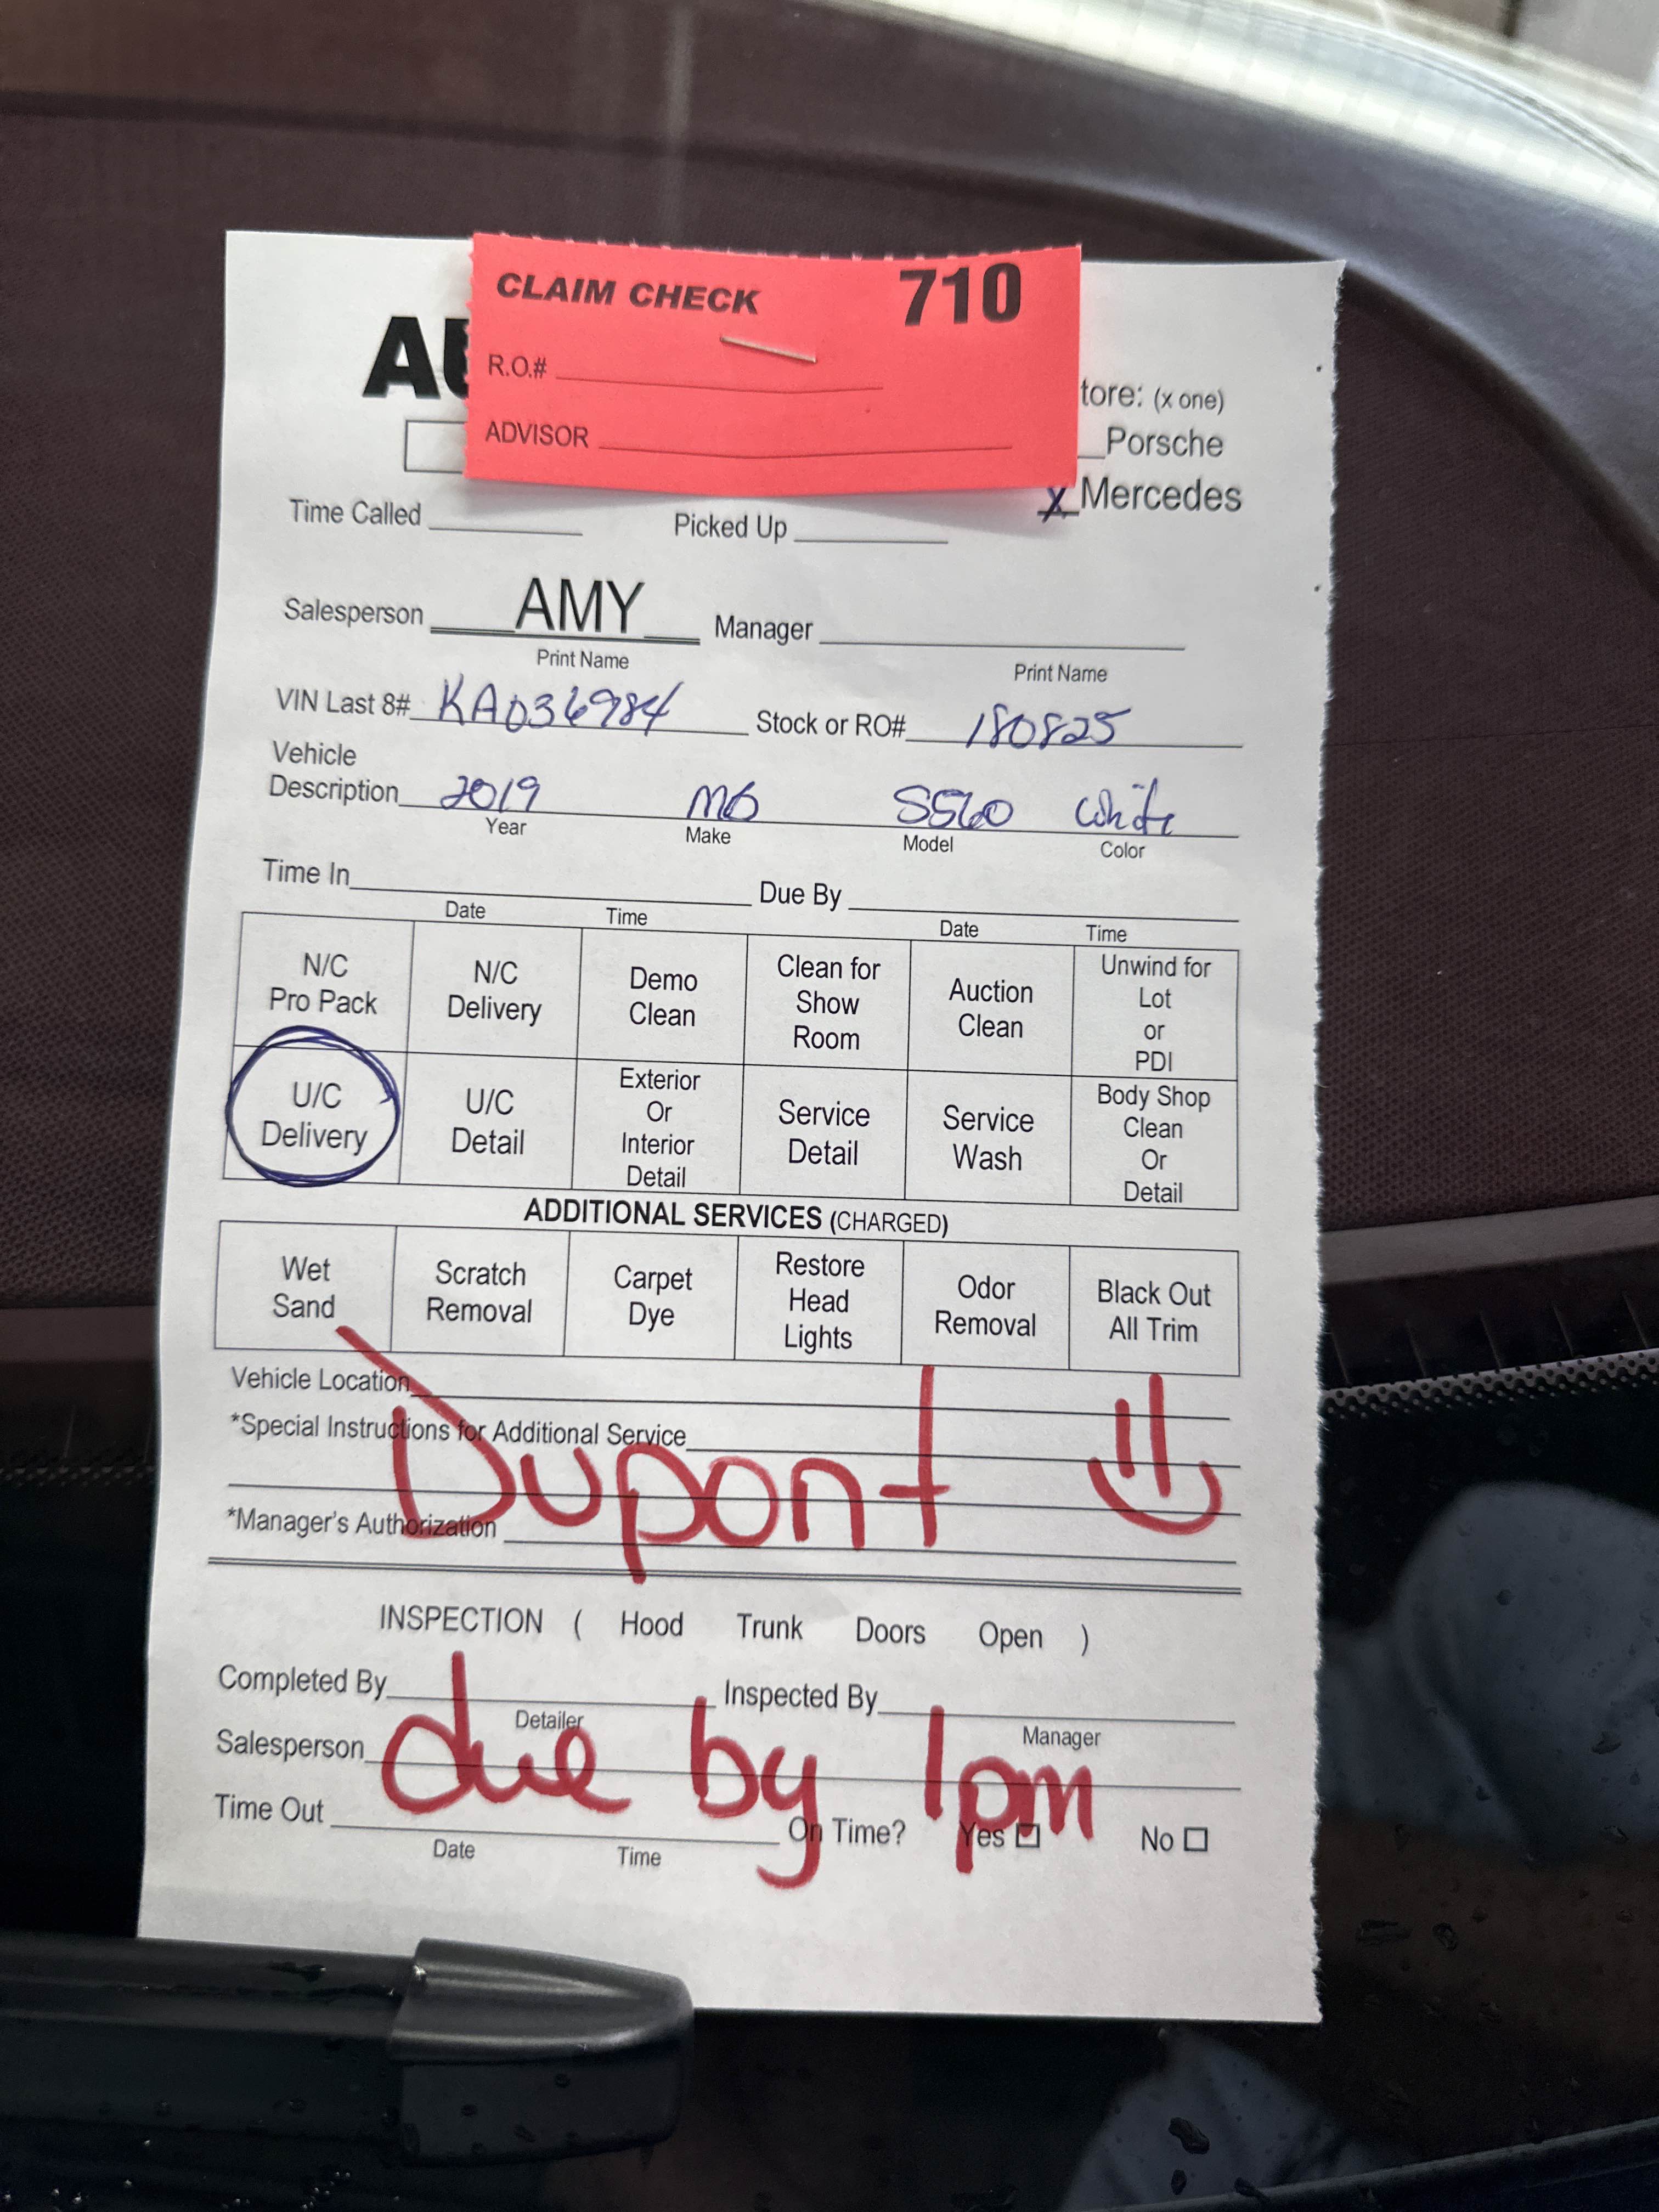 CLAIM CHECK 710
R.O.#
ADVISOR
tore: (x one)
Porsche
X Mercedes
Time Called Picked Up
Salesperson AMY Manager
Print Name Print Name
VIN Last 8# KA036984 Stock or RO# 180825
Vehicle
Description 2019 MB S560 White
Year Make Model Color
Time In Due By
Date Time Date Time
N/C Pro Pack
N/C Delivery
Demo Clean
Clean for Show Room
Auction Clean
Unwind for Lot or PDI
U/C Delivery
U/C Detail
Exterior Or Interior Detail
Service Detail
Service Wash
Body Shop Clean Or Detail
ADDITIONAL SERVICES (CHARGED)
Wet Sand
Scratch Removal
Carpet Dye
Restore Head Lights
Odor Removal
Black Out All Trim
Vehicle Location
*Special Instructions for Additional Service
Dupont
*Manager's Authorization
INSPECTION ( Hood Trunk Doors Open )
Completed By Inspected By
Detailer Manager
Salesperson
due by 1pm
Time Out On Time? Yes No
Date Time